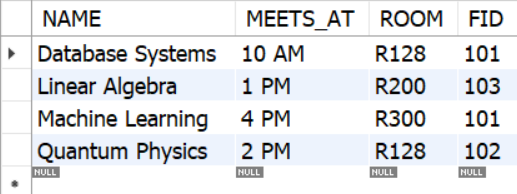 NAME MEETS_AT ROOM FID
Database Systems 10 AM R128 101
Linear Algebra 1 PM R200 103
Machine Learning 4 PM R300 101
Quantum Physics 2 PM R128 102
NULL NULL NULL NULL